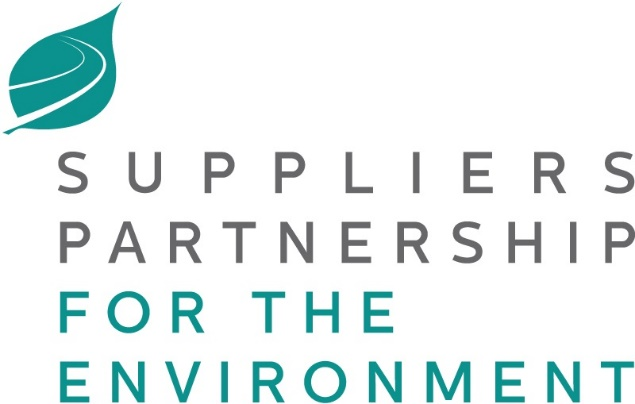 SUPPLIERS
PARTNERSHIP
FOR THE
ENVIRONMENT